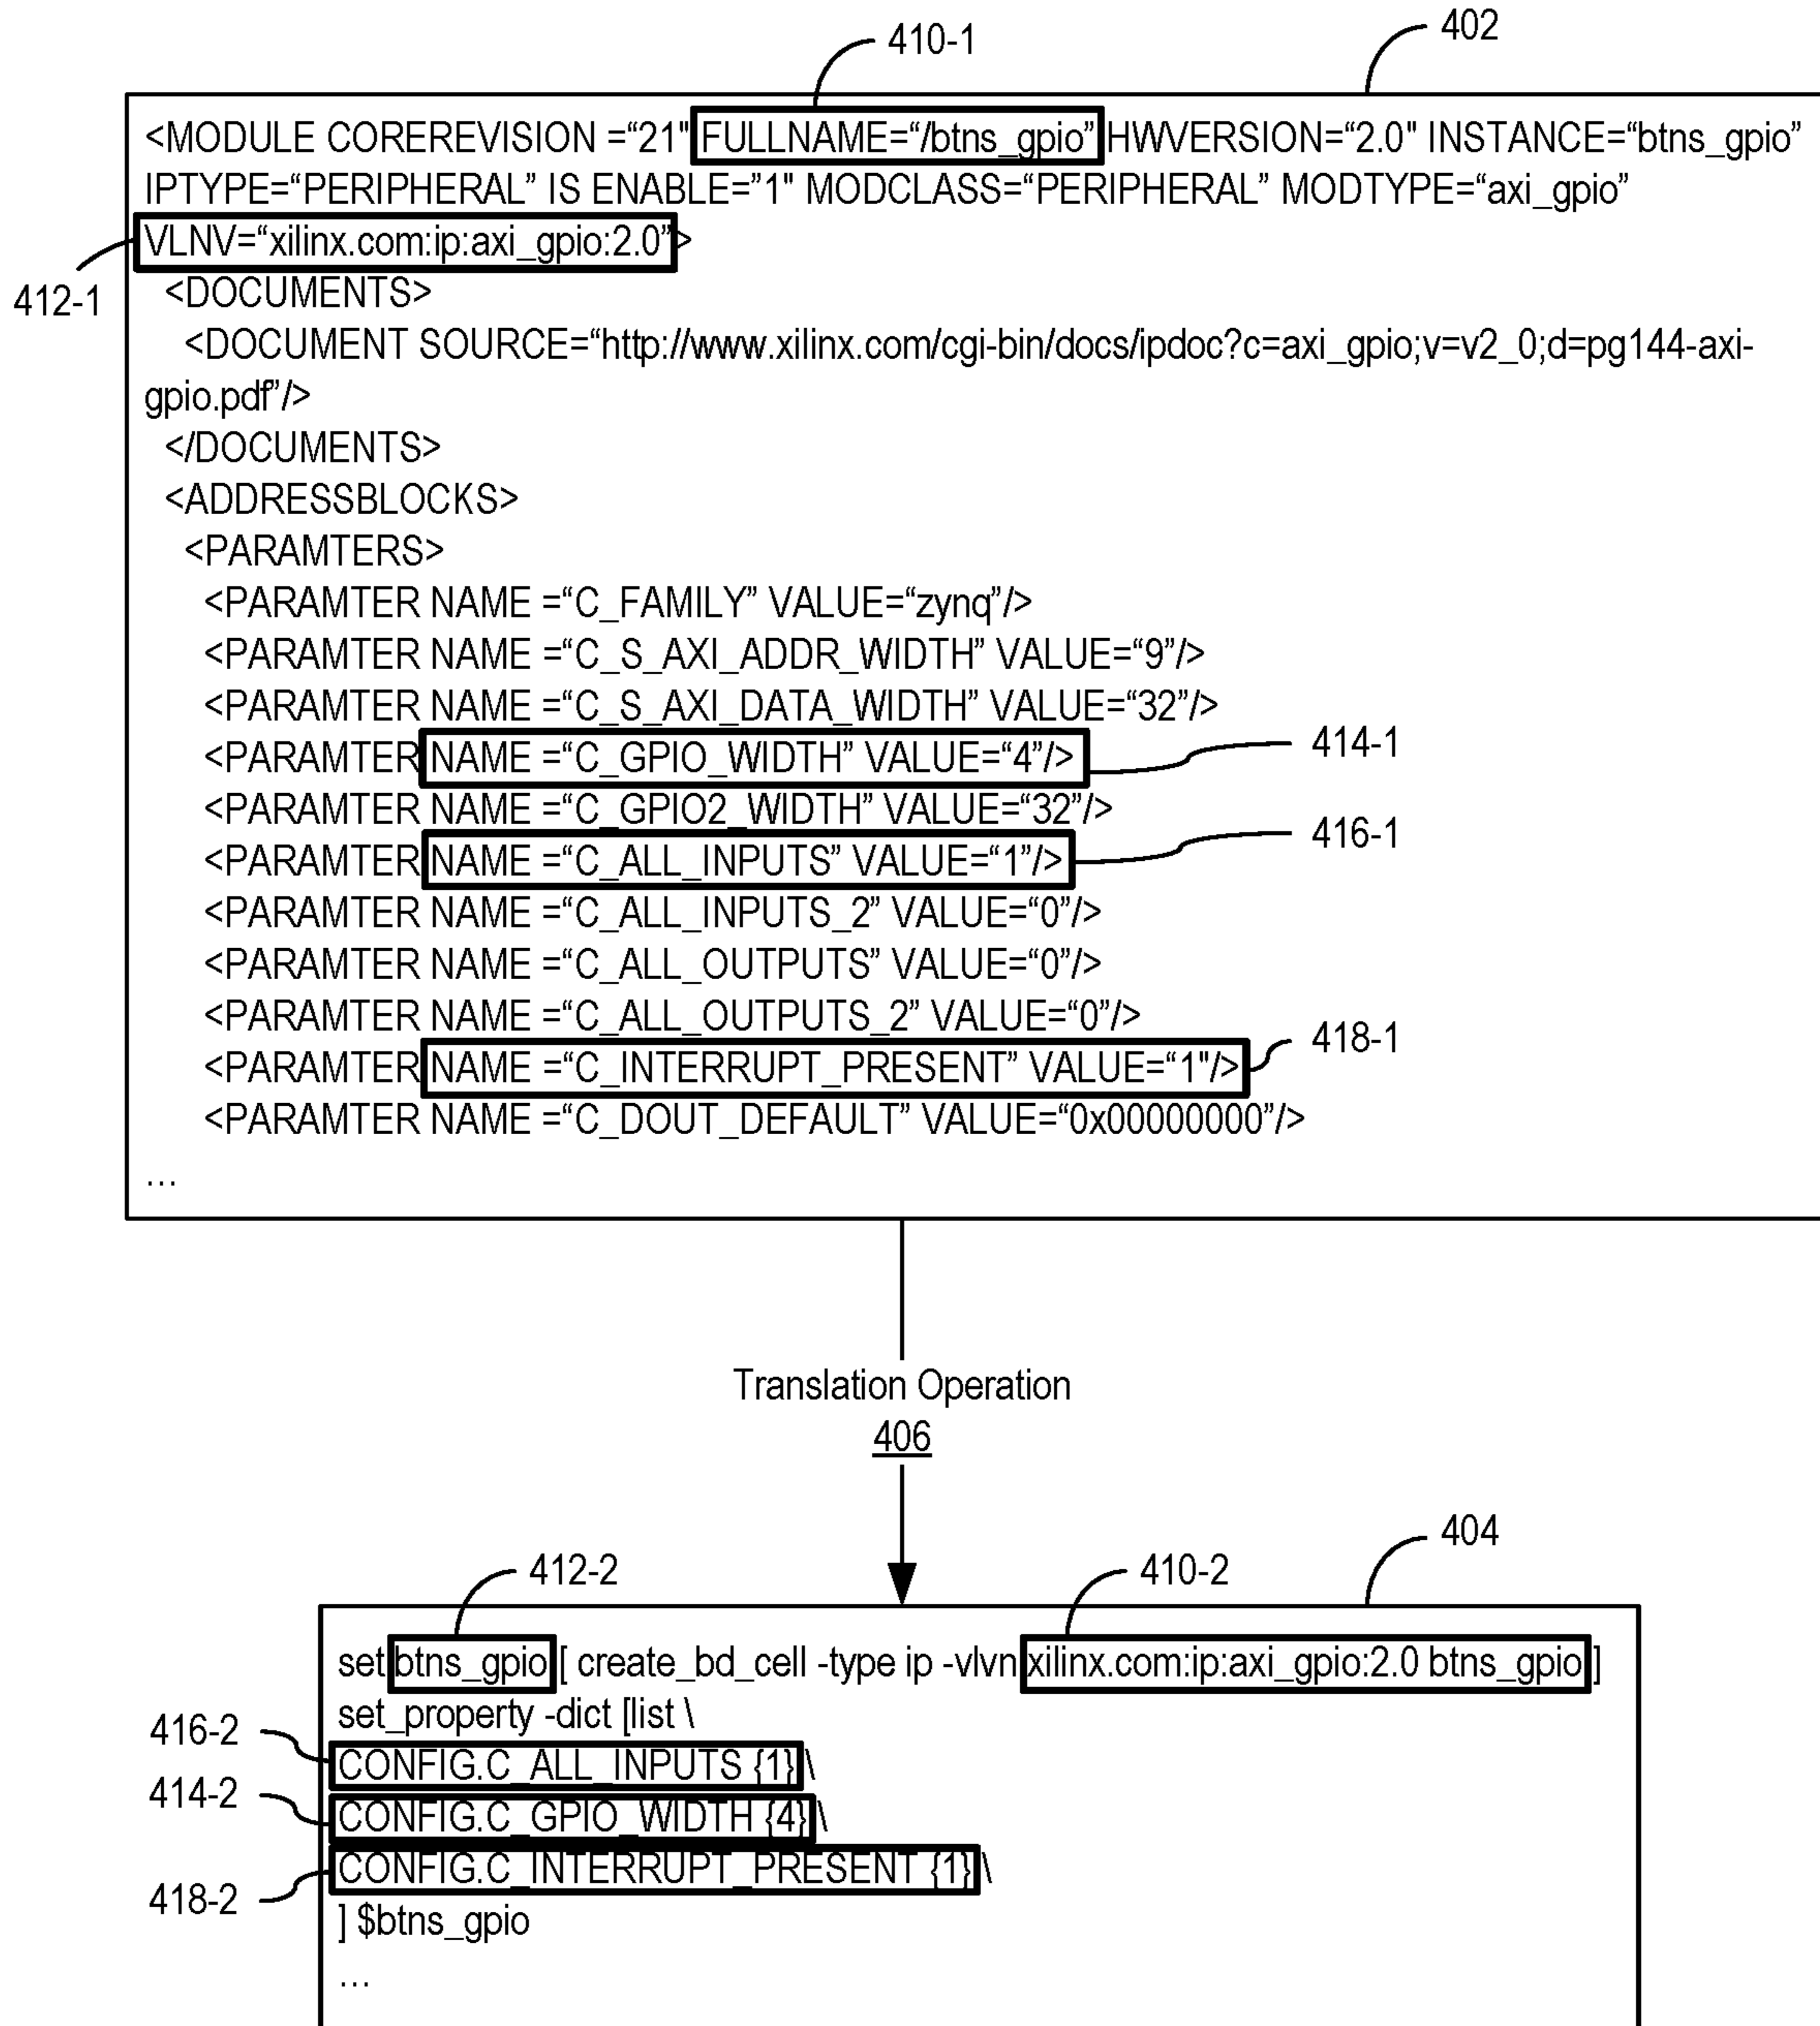 410-1
402
<MODULE COREREVISION ="21" FULLNAME="/btns_gpio" HWVERSION="2.0" INSTANCE="btns_gpio"
IPTYPE="PERIPHERAL" IS ENABLE="1" MODCLASS="PERIPHERAL" MODTYPE="axi_gpio"
VLNV="xilinx.com:ip:axi_gpio:2.0">
412-1
<DOCUMENTS>
<DOCUMENT SOURCE="http://www.xilinx.com/cgi-bin/docs/ipdoc?c=axi_gpio;v=v2_0;d=pg144-axi-
gpio.pdf"/>
</DOCUMENTS>
<ADDRESSBLOCKS>
<PARAMTERS>
<PARAMTER NAME ="C_FAMILY" VALUE="zynq"/>
<PARAMTER NAME ="C_S_AXI_ADDR_WIDTH" VALUE="9"/>
<PARAMTER NAME ="C_S_AXI_DATA_WIDTH" VALUE="32"/>
<PARAMTER NAME ="C_GPIO_WIDTH" VALUE="4"/>
414-1
<PARAMTER NAME ="C_GPIO2_WIDTH" VALUE="32"/>
<PARAMTER NAME ="C_ALL_INPUTS" VALUE="1"/>
416-1
<PARAMTER NAME ="C_ALL_INPUTS_2" VALUE="0"/>
<PARAMTER NAME ="C_ALL_OUTPUTS" VALUE="0"/>
<PARAMTER NAME ="C_ALL_OUTPUTS_2" VALUE="0"/>
<PARAMTER NAME ="C_INTERRUPT_PRESENT" VALUE="1"/>
418-1
<PARAMTER NAME ="C_DOUT_DEFAULT" VALUE="0x00000000"/>
...
Translation Operation
406
404
412-2
410-2
set btns_gpio [ create_bd_cell -type ip -vlvn xilinx.com:ip:axi_gpio:2.0 btns_gpio ]
set_property -dict [list \
416-2
CONFIG.C_ALL_INPUTS {1} \
414-2
CONFIG.C_GPIO_WIDTH {4} \
CONFIG.C_INTERRUPT_PRESENT {1} \
418-2
] $btns_gpio
...